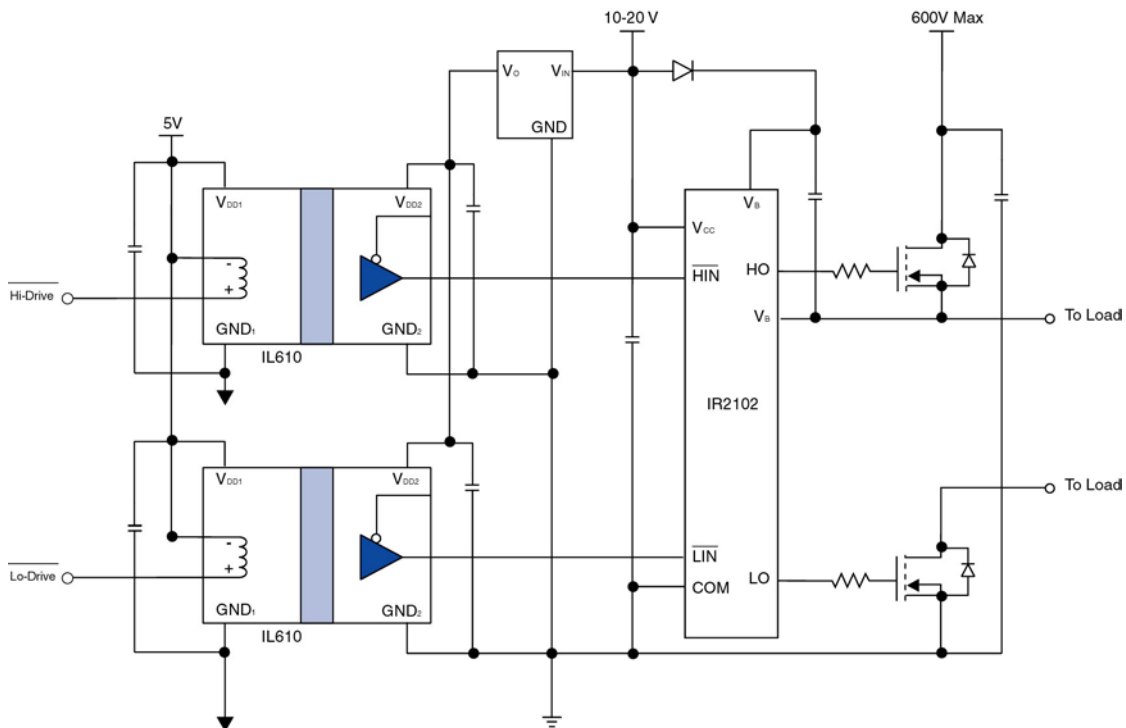 10-20 V
600V Max
Vo
VIN
GND
5V
VDD1
VDD2
VB
VCC
Hi-Drive
-
+
HIN
HO
GND1
GND2
VB
To Load
IL610
IR2102
VDD1
VDD2
To Load
Lo-Drive
-
+
LIN
LO
COM
GND1
GND2
IL610